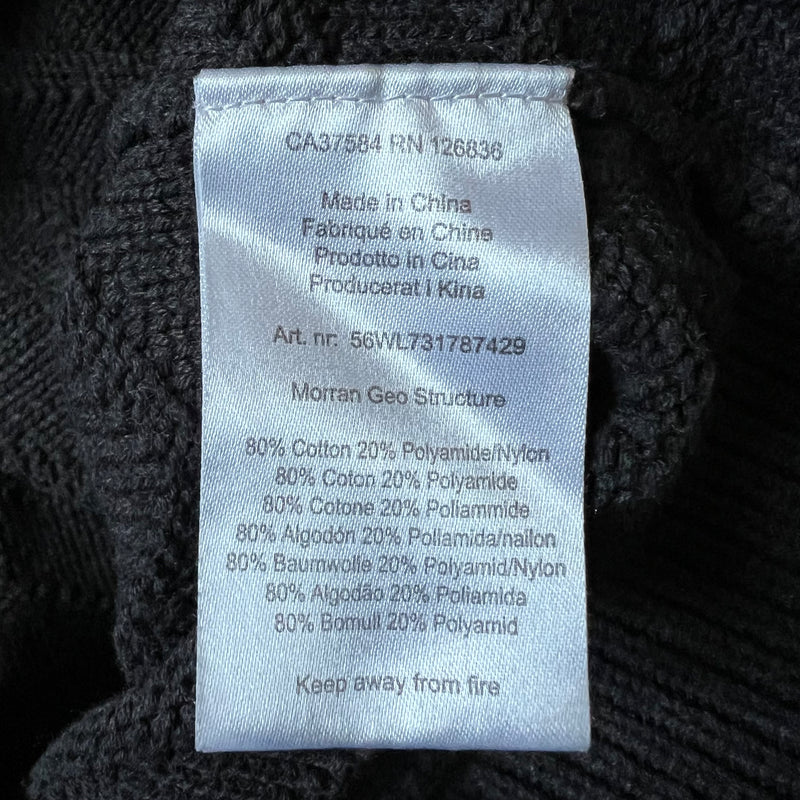 CA37584 RN 126836
Made in China
Fabriqué en Chine
Prodotto in Cina
Producerat i Kina
Art. nr: 56WL731787429
Morran Geo Structure
80% Cotton 20% Polyamide/Nylon
80% Coton 20% Polyamide
80% Cotone 20% Poliammide
80% Algodón 20% Poliamida/nailon
80% Baumwolle 20% Polyamid/Nylon
80% Algodão 20% Poliamida
80% Bomull 20% Polyamid
Keep away from fire